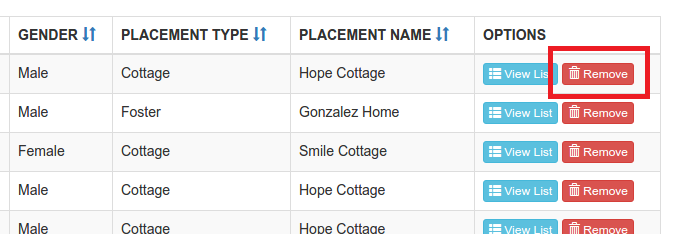 GENDER PLACEMENT TYPE PLACEMENT NAME OPTIONS
Male Cottage Hope Cottage View List Remove
Male Foster Gonzalez Home View List Remove
Female Cottage Smile Cottage View List Remove
Male Cottage Hope Cottage View List Remove
Male Cottage Hope Cottage View List Remove